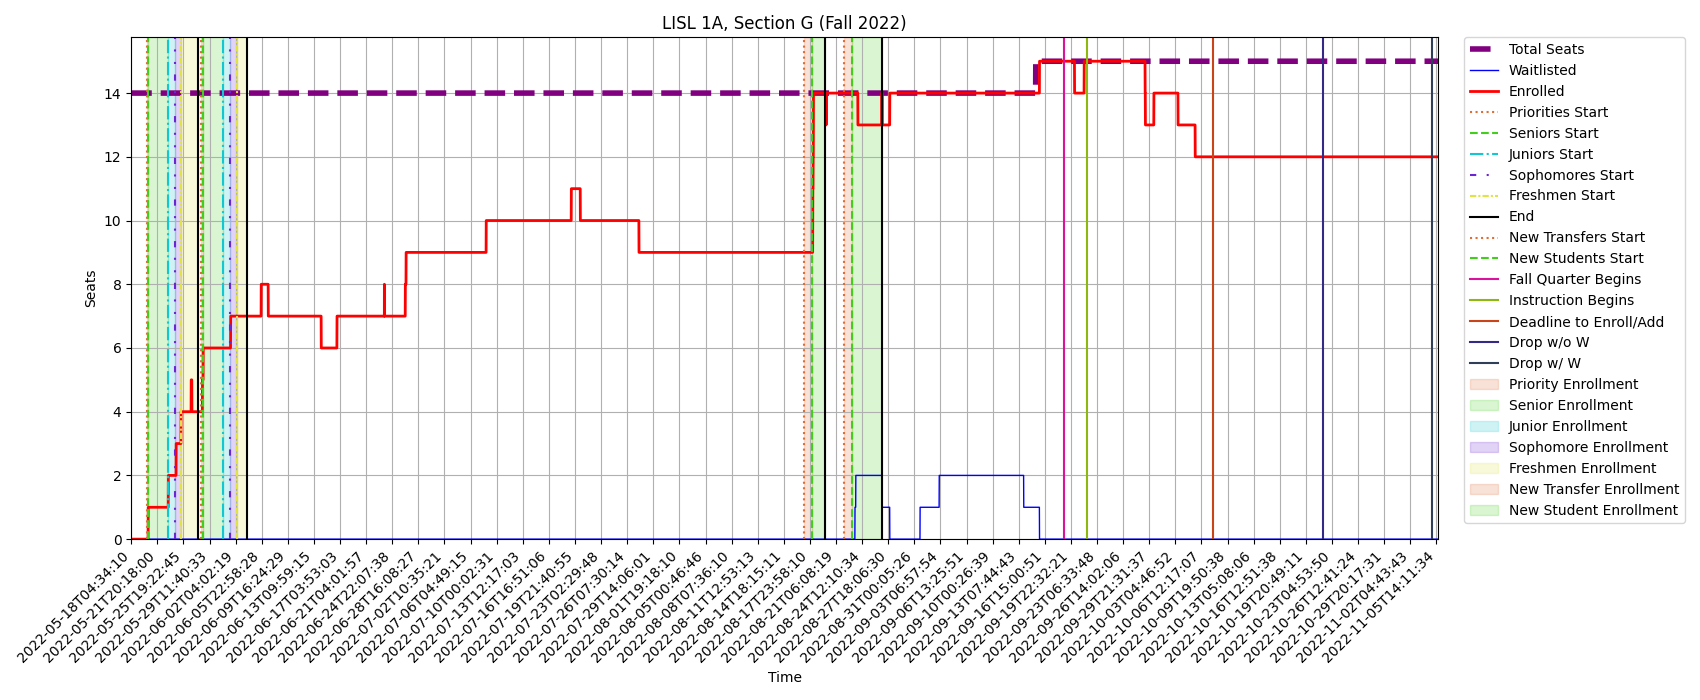 LISL 1A, Section G (Fall 2022)
Seats
14
12
10
8
6
4
2
0
2022-05-18T04:34:10
2022-05-21T20:18:00
2022-05-25T19:22:45
2022-05-29T11:40:33
2022-06-02T04:02:19
2022-06-05T22:58:28
2022-06-09T16:24:29
2022-06-13T09:59:15
2022-06-17T03:53:03
2022-06-21T04:01:57
2022-06-24T22:07:38
2022-06-28T16:08:27
2022-07-02T10:35:21
2022-07-06T04:49:15
2022-07-10T00:02:31
2022-07-13T12:17:03
2022-07-16T16:51:06
2022-07-19T21:40:55
2022-07-23T02:29:48
2022-07-26T07:30:14
2022-07-29T14:06:01
2022-08-01T19:18:10
2022-08-05T00:46:46
2022-08-08T07:36:10
2022-08-11T12:53:13
2022-08-14T18:15:11
2022-08-17T23:58:10
2022-08-21T06:08:19
2022-08-24T12:10:34
2022-08-27T18:06:30
2022-08-31T00:05:26
2022-09-03T06:57:54
2022-09-06T13:25:51
2022-09-10T00:26:39
2022-09-13T07:44:43
2022-09-16T15:00:51
2022-09-19T22:32:21
2022-09-23T06:33:48
2022-09-26T14:02:06
2022-09-29T21:31:37
2022-10-03T04:46:52
2022-10-06T12:17:07
2022-10-09T19:50:38
2022-10-13T05:08:06
2022-10-16T12:51:38
2022-10-19T20:49:11
2022-10-23T04:53:50
2022-10-26T12:41:24
2022-10-29T20:17:31
2022-11-02T04:43:43
2022-11-05T14:11:34
Time
Total Seats
Waitlisted
Enrolled
Priorities Start
Seniors Start
Juniors Start
Sophomores Start
Freshmen Start
End
New Transfers Start
New Students Start
Fall Quarter Begins
Instruction Begins
Deadline to Enroll/Add
Drop w/o W
Drop w/ W
Priority Enrollment
Senior Enrollment
Junior Enrollment
Sophomore Enrollment
Freshmen Enrollment
New Transfer Enrollment
New Student Enrollment